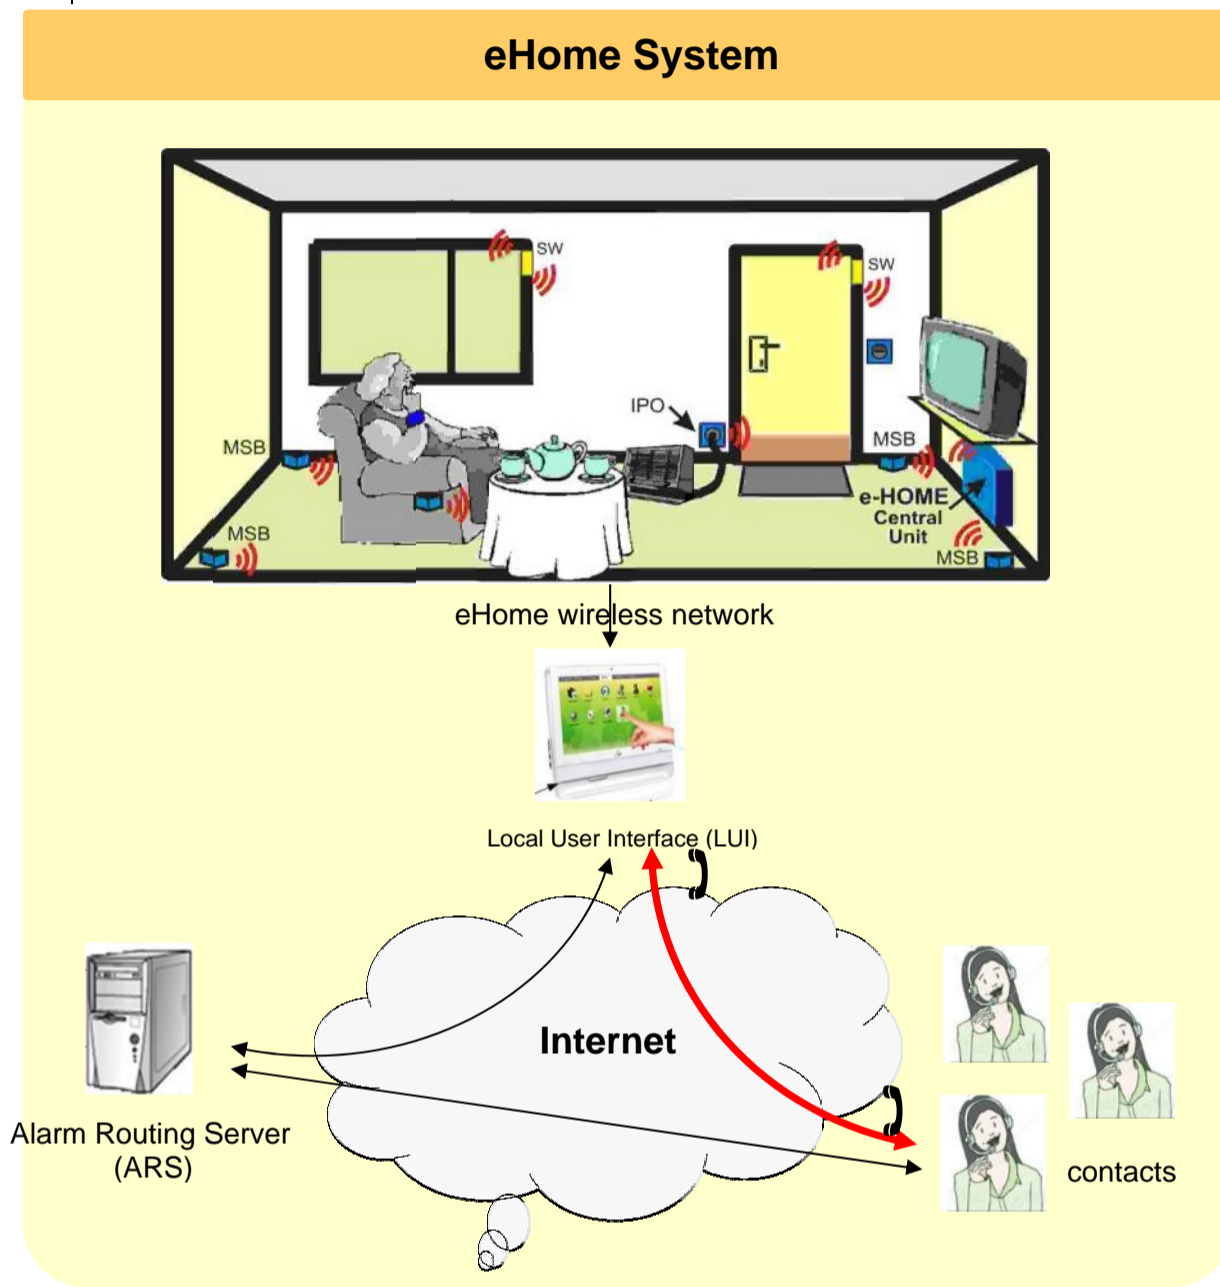 eHome System
SW
SW
IPO
MSB
MSB
MSB
e-HOME
Central
Unit
MSB
eHome wireless network
Local User Interface (LUI)
Internet
Alarm Routing Server
(ARS)
contacts